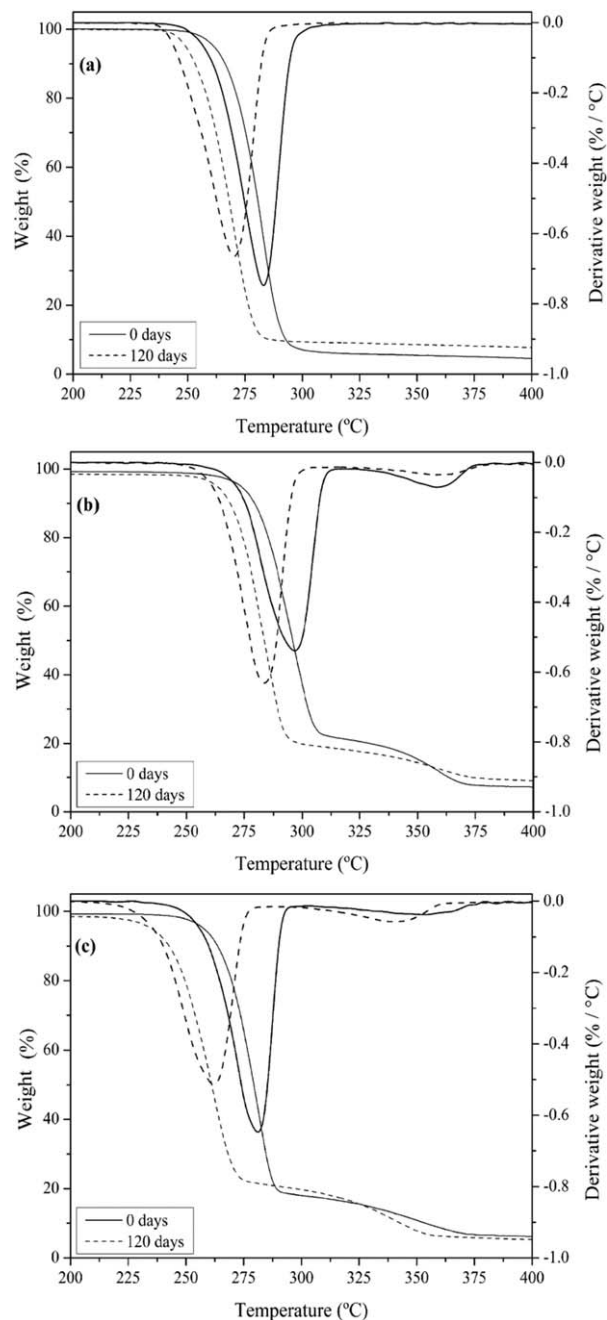 (a)
Weight (%)
100
80
60
40
20
0
0 days
120 days
0.0
-0.2
-0.4
-0.6
-0.8
-1.0
Derivative weight (% / °C)
200 225 250 275 300 325 350 375 400
Temperature (ºC)
(b)
Weight (%)
100
80
60
40
20
0
0 days
120 days
0.0
-0.2
-0.4
-0.6
-0.8
-1.0
Derivative weight (% / °C)
200 225 250 275 300 325 350 375 400
Temperature (ºC)
(c)
Weight (%)
100
80
60
40
20
0
0 days
120 days
0.0
-0.2
-0.4
-0.6
-0.8
-1.0
Derivative weight (% / °C)
200 225 250 275 300 325 350 375 400
Temperature (ºC)